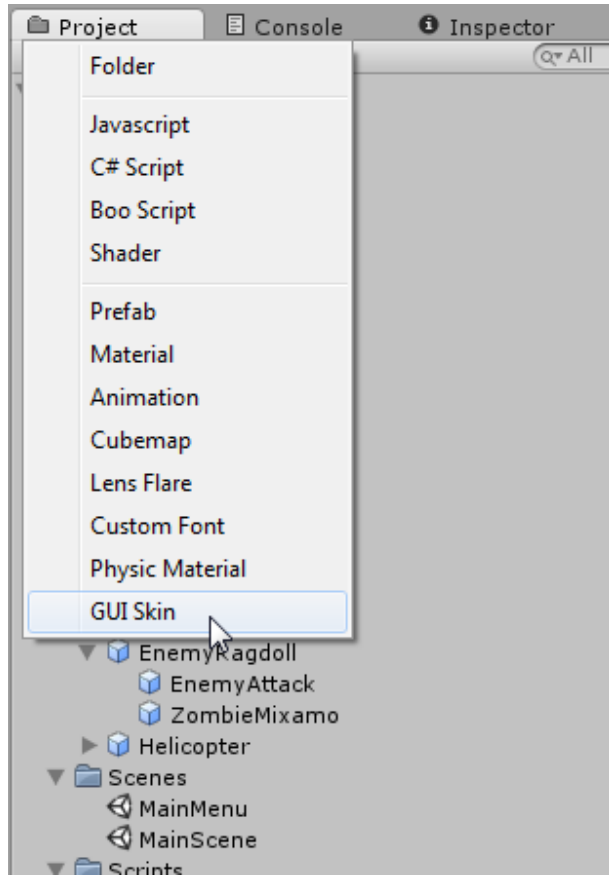 Project Console Inspector
All
Folder
Javascript
C# Script
Boo Script
Shader
Prefab
Material
Animation
Cubemap
Lens Flare
Custom Font
Physic Material
GUI Skin
EnemyRagdoll
EnemyAttack
ZombieMixamo
Helicopter
Scenes
MainMenu
MainScene
Scripts